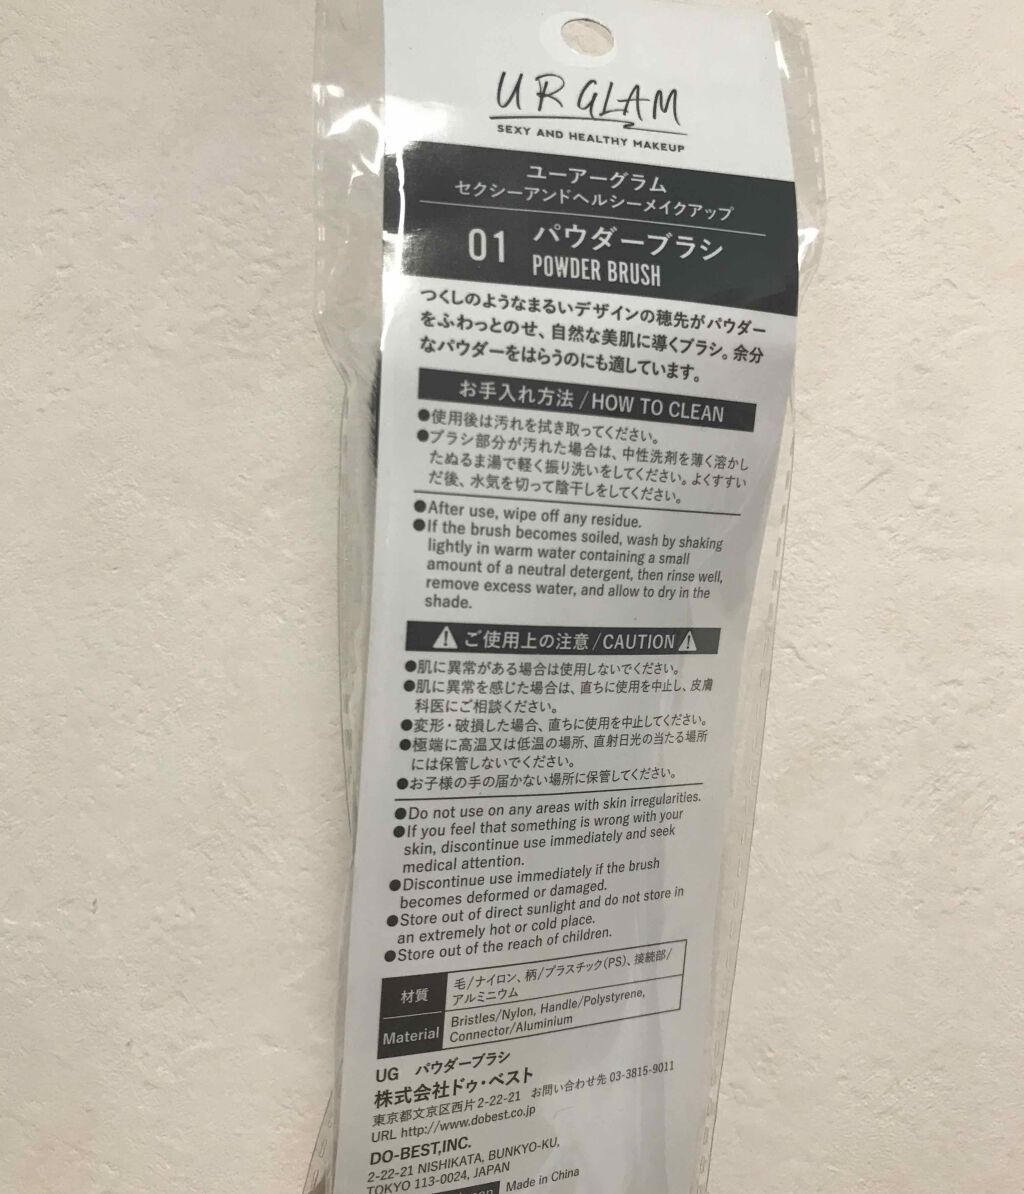 UR GLAM
SEXY AND HEALTHY MAKEUP
ユーアーグラム
セクシーアンドヘルシーメイクアップ
01 パウダーブラシ
POWDER BRUSH
つくしのようなまるいデザインの穂先がパウダー
をふわっとのせ、自然な美肌に導くブラシ。余分
なパウダーをはらうのにも適しています。
お手入れ方法/HOW TO CLEAN
●使用後は汚れを拭き取ってください。
●ブラシ部分が汚れた場合は、中性洗剤を薄く溶かし
たぬるま湯で軽く振り洗いをしてください。よくすすい
だ後、水気を切って陰干しをしてください。
●After use, wipe off any residue.
●If the brush becomes soiled, wash by shaking
lightly in warm water containing a small
amount of a neutral detergent, then rinse well,
remove excess water, and allow to dry in the
shade.
⚠ご使用上の注意/CAUTION⚠
●肌に異常がある場合は使用しないでください。
●肌に異常を感じた場合は、直ちに使用を中止し、皮膚
科医にご相談ください。
●変形・破損した場合、直ちに使用を中止してください。
●極端に高温又は低温の場所、直射日光の当たる場所
には保管しないでください。
●お子様の手の届かない場所に保管してください。
●Do not use on any areas with skin irregularities.
●If you feel that something is wrong with your
skin, discontinue use immediately and seek
medical attention.
●Discontinue use immediately if the brush
becomes deformed or damaged.
●Store out of direct sunlight and do not store in
an extremely hot or cold place.
●Store out of the reach of children.
材質 毛/ナイロン、柄/プラスチック(PS)、接続部/
アルミニウム
Material Bristles/Nylon, Handle/Polystyrene,
Connector/Aluminium
UG パウダーブラシ
株式会社ドゥ・ベスト
東京都文京区西片2-22-21 お問い合わせ先 03-3815-9011
URL http://www.dobest.co.jp
DO-BEST,INC.
2-22-21 NISHIKATA, BUNKYO-KU,
TOKYO 113-0024, JAPAN
Made in China